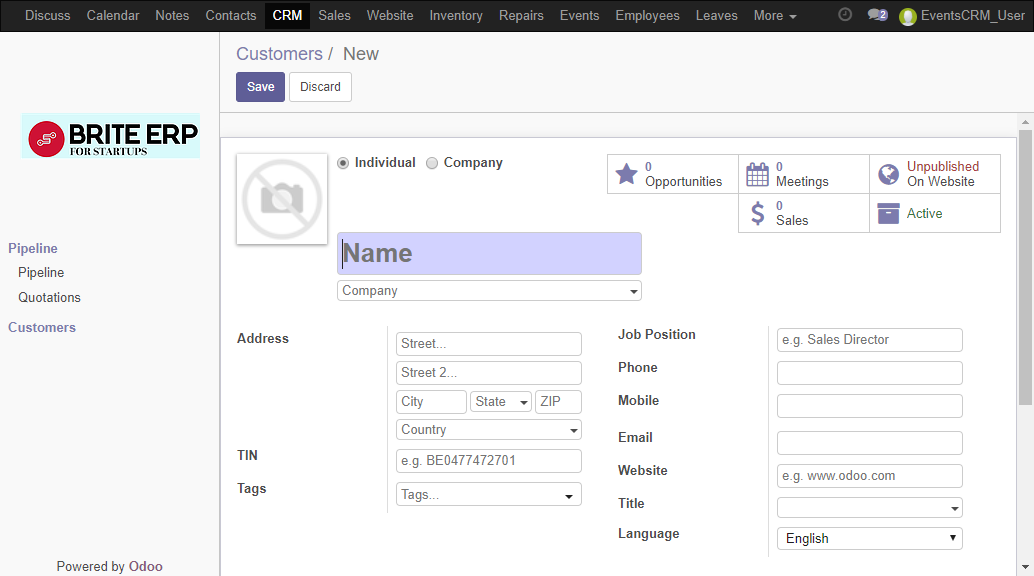 Discuss Calendar Notes Contacts CRM Sales Website Inventory Repairs Events Employees Leaves More 2 EventsCRM_User
Customers / New
Save Discard
BRITE ERP
FOR STARTUPS
Pipeline
Pipeline
Quotations
Customers
Powered by Odoo
Individual Company
0
Opportunities
0
Meetings
Unpublished
On Website
0
Sales
Active
Name
Company
Address
Street...
Street 2...
City State ZIP
Country
TIN e.g. BE0477472701
Tags Tags...
Job Position e.g. Sales Director
Phone
Mobile
Email
Website e.g. www.odoo.com
Title
Language English